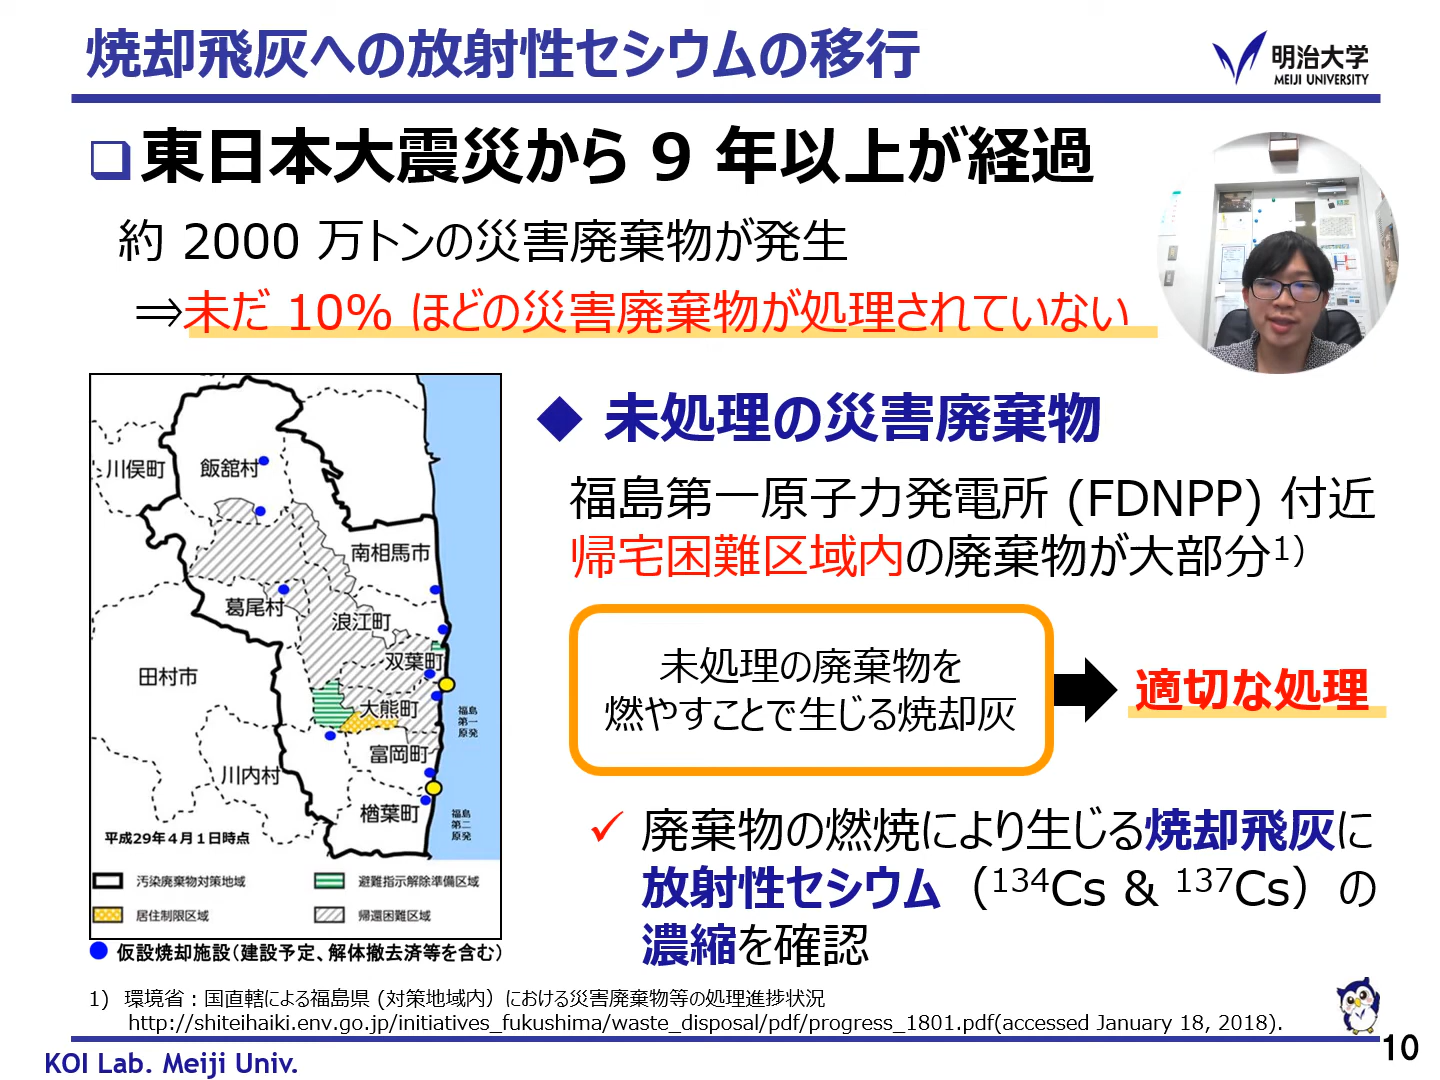 焼却飛灰への放射性セシウムの移行
明治大学
MEIJI UNIVERSITY
東日本大震災から 9 年以上が経過
約 2000 万トンの災害廃棄物が発生
⇒未だ 10% ほどの災害廃棄物が処理されていない
川俣町
飯舘村
南相馬市
葛尾村
浪江町
双葉町
田村市
大熊町
福島
第一
原発
富岡町
川内村
楢葉町
福島
第二
原発
平成29年4月1日時点
汚染廃棄物対策地域
避難指示解除準備区域
居住制限区域
帰還困難区域
仮設焼却施設(建設予定、解体撤去済等を含む)
◆ 未処理の災害廃棄物
福島第一原子力発電所 (FDNPP) 付近
帰宅困難区域内の廃棄物が大部分1)
未処理の廃棄物を
燃やすことで生じる焼却灰
適切な処理
✓ 廃棄物の燃焼により生じる焼却飛灰に
放射性セシウム（134Cs & 137Cs）の
濃縮を確認
1) 環境省：国直轄による福島県 (対策地域内）における災害廃棄物等の処理進捗状況
http://shiteihaiki.env.go.jp/initiatives_fukushima/waste_disposal/pdf/progress_1801.pdf(accessed January 18, 2018).
KOI Lab. Meiji Univ.
10